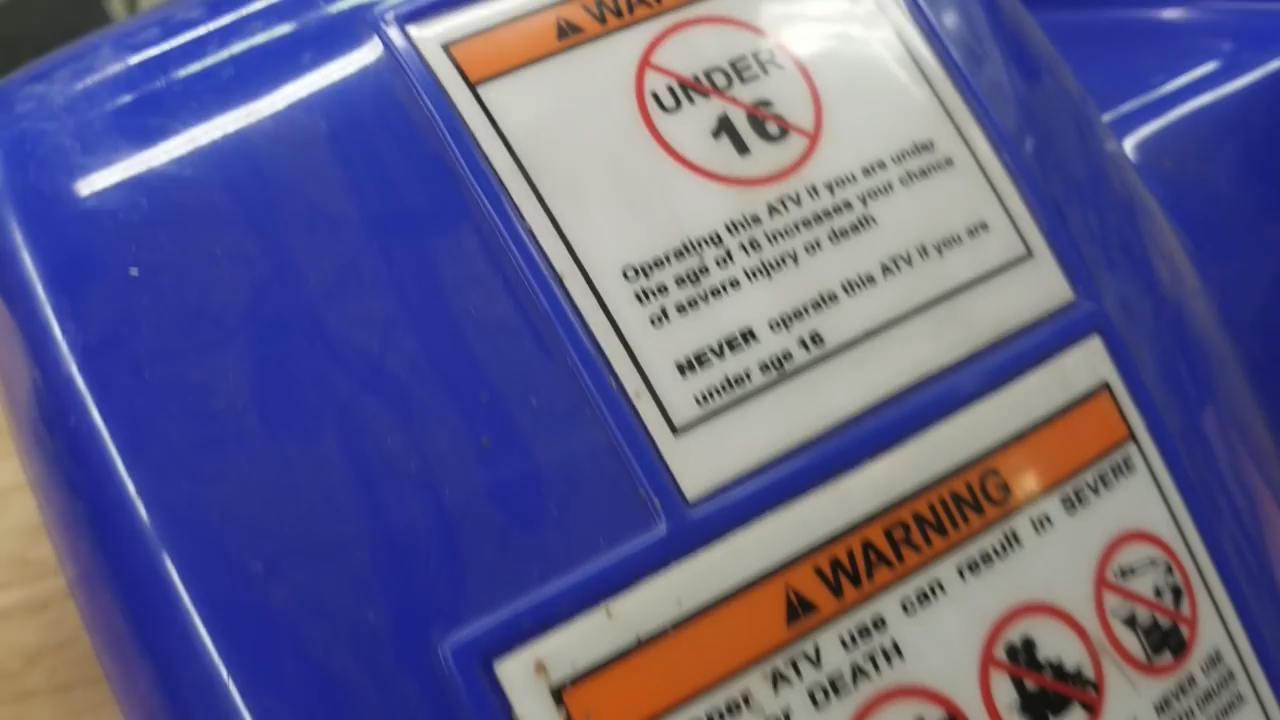 UNDER
16
Operating this ATV if you are under
the age of 16 increases your chance
of severe injury or death
NEVER operate this ATV if you are
under age 16
WARNING
ATV use can result in SEVERE
DEATH
NEVER USE